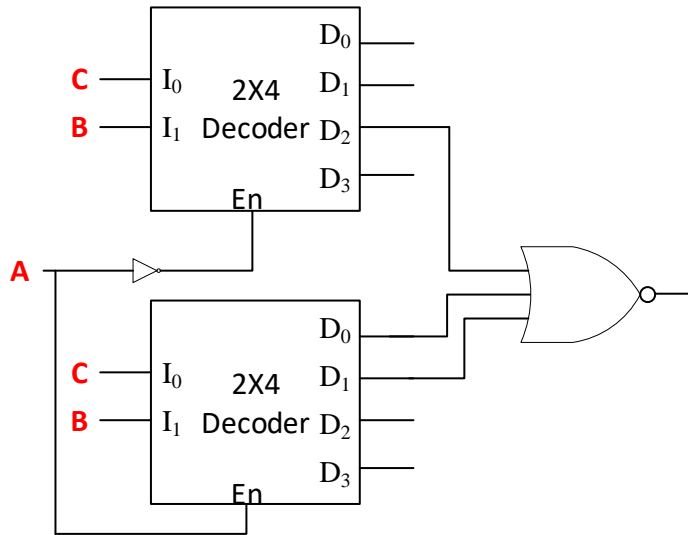 D0
C I0 2X4 D1
B I1 Decoder D2
D3
En
A
D0
C I0 2X4 D1
B I1 Decoder D2
D3
En